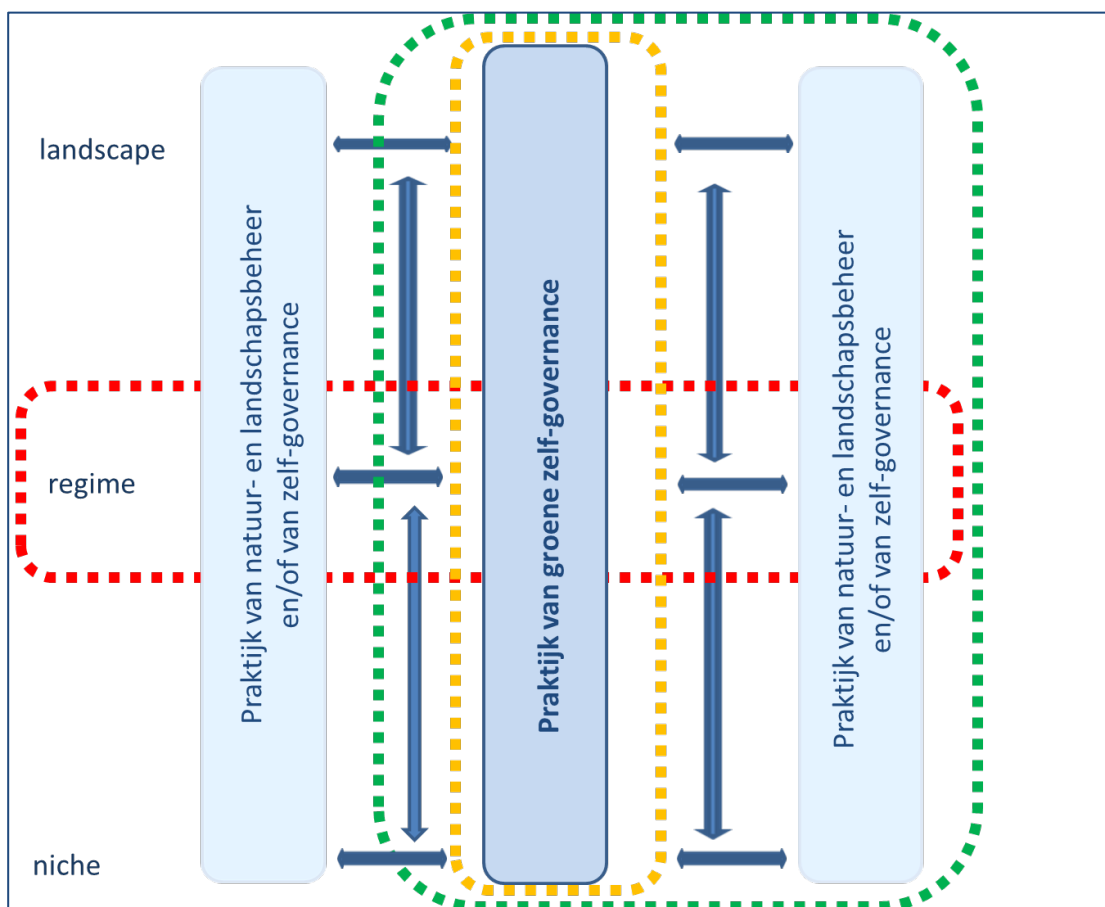 landscape
regime
niche
Praktijk van natuur- en landschapsbeheer
en/of van zelf-governance
Praktijk van groene zelf-governance
Praktijk van natuur- en landschapsbeheer
en/of van zelf-governance